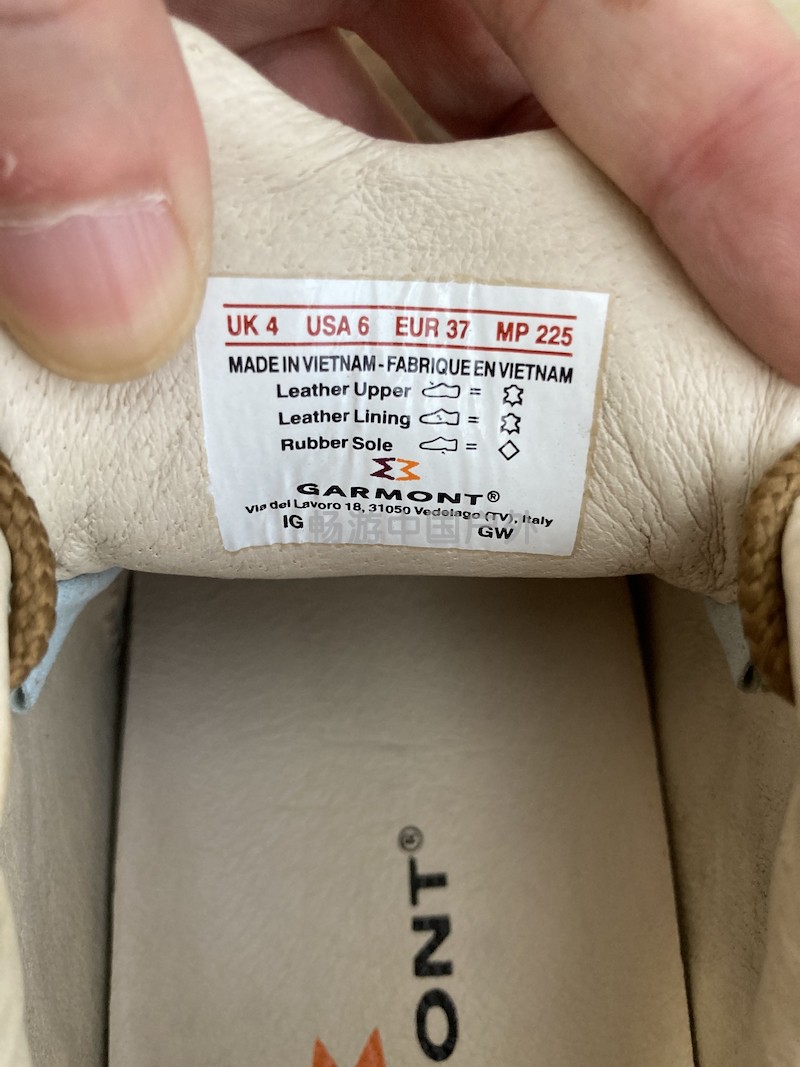 UK 4 USA 6 EUR 37 MP 225
MADE IN VIETNAM - FABRIQUE EN VIETNAM
Leather Upper =
Leather Lining =
Rubber Sole =
GARMONT®
Via del Lavoro 18, 31050 Vedelago (TV), Italy
IG GW
畅游中国户外
ONT®